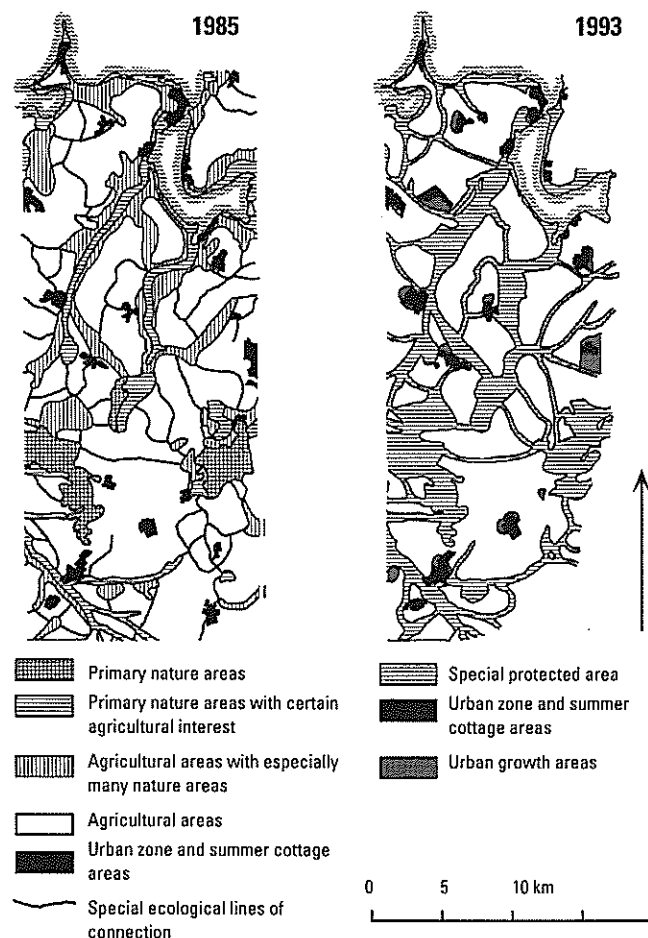 1985
1993
Primary nature areas
Primary nature areas with certain
agricultural interest
Agricultural areas with especially
many nature areas
Agricultural areas
Urban zone and summer cottage
areas
Special ecological lines of
connection
Special protected area
Urban zone and summer
cottage areas
Urban growth areas
0 5 10 km